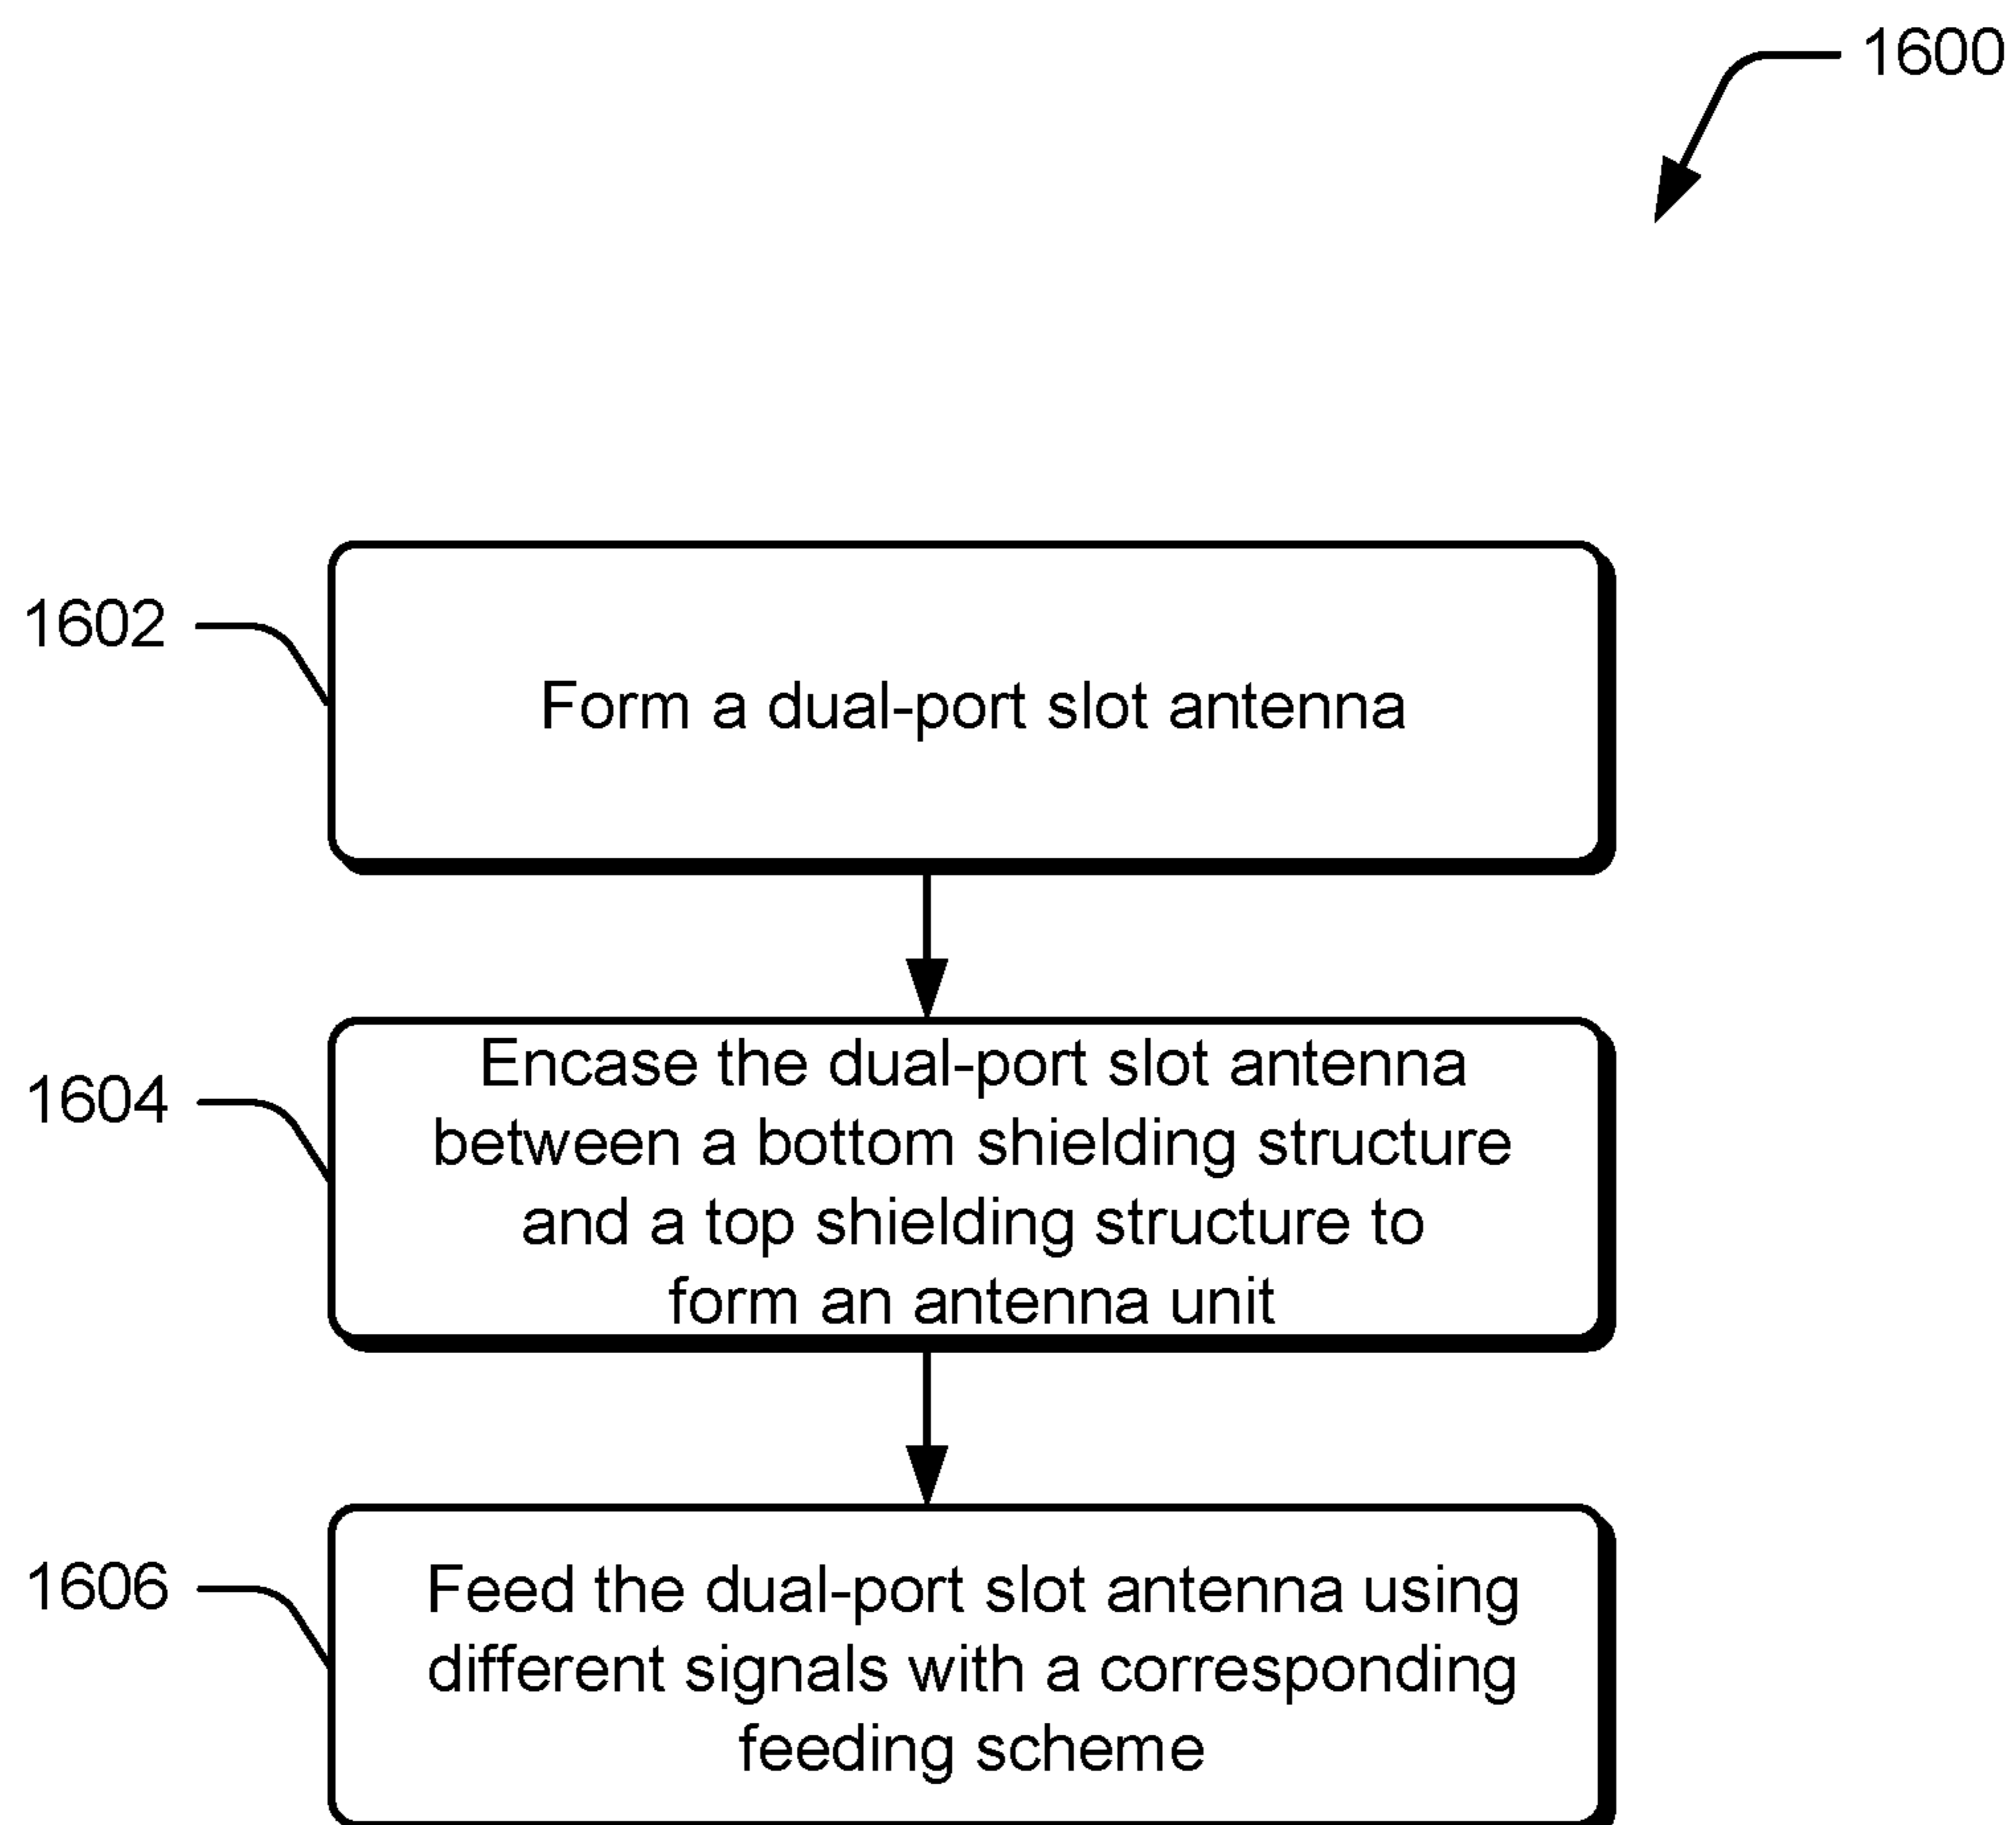 1600
1602
Form a dual-port slot antenna
1604
Encase the dual-port slot antenna
between a bottom shielding structure
and a top shielding structure to
form an antenna unit
1606
Feed the dual-port slot antenna using
different signals with a corresponding
feeding scheme